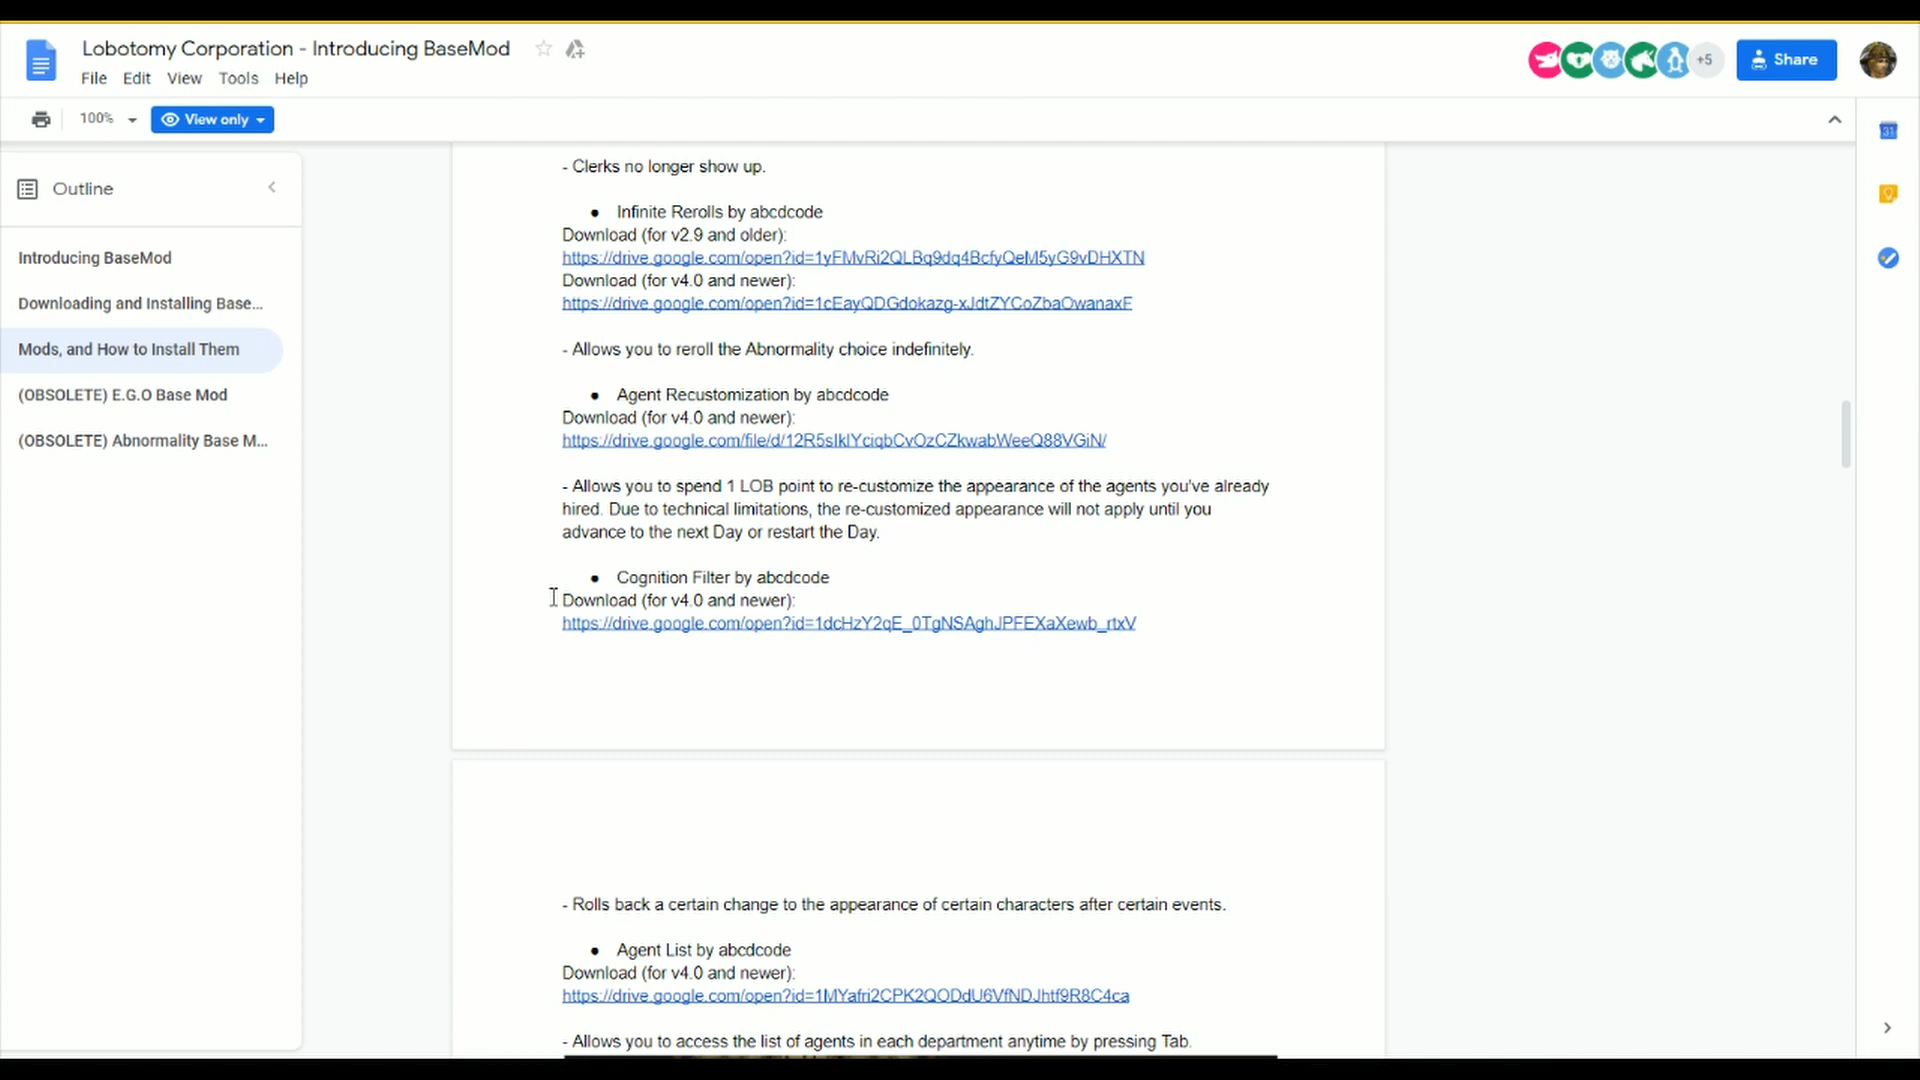 Lobotomy Corporation - Introducing BaseMod
File Edit View Tools Help
+5
Share
100%
View only
31
Outline
Introducing BaseMod
Downloading and Installing Base...
Mods, and How to Install Them
(OBSOLETE) E.G.O Base Mod
(OBSOLETE) Abnormality Base M...
- Clerks no longer show up.
● Infinite Rerolls by abcdcode
Download (for v2.9 and older):
https://drive.google.com/open?id=1yFMvRi2QLBq9dq4BcfyQeM5yG9vDHXTN
Download (for v4.0 and newer):
https://drive.google.com/open?id=1cEayQDGdokazg-xJdtZYCoZbaOwanaxF
- Allows you to reroll the Abnormality choice indefinitely.
● Agent Recustomization by abcdcode
Download (for v4.0 and newer):
https://drive.google.com/file/d/12R5sIklYciqbCvOzCZkwabWeeQ88VGiN/
- Allows you to spend 1 LOB point to re-customize the appearance of the agents you've already
hired. Due to technical limitations, the re-customized appearance will not apply until you
advance to the next Day or restart the Day.
● Cognition Filter by abcdcode
Download (for v4.0 and newer):
https://drive.google.com/open?id=1dcHzY2qE_0TgNSAghJPFEXaXewb_rtxV
- Rolls back a certain change to the appearance of certain characters after certain events.
● Agent List by abcdcode
Download (for v4.0 and newer):
https://drive.google.com/open?id=1MYafri2CPK2QODdU6VfNDJhtf9R8C4ca
- Allows you to access the list of agents in each department anytime by pressing Tab.